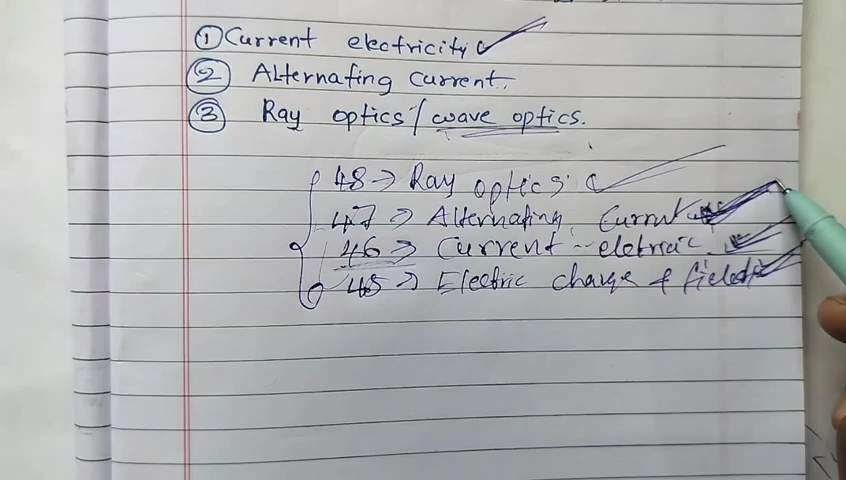 ① Current electricity
② Alternating current.
③ Ray optics / wave optics.
48 → Ray optics
47 → Alternating Current
46 → Current - eletric
45 → Electric charge & field